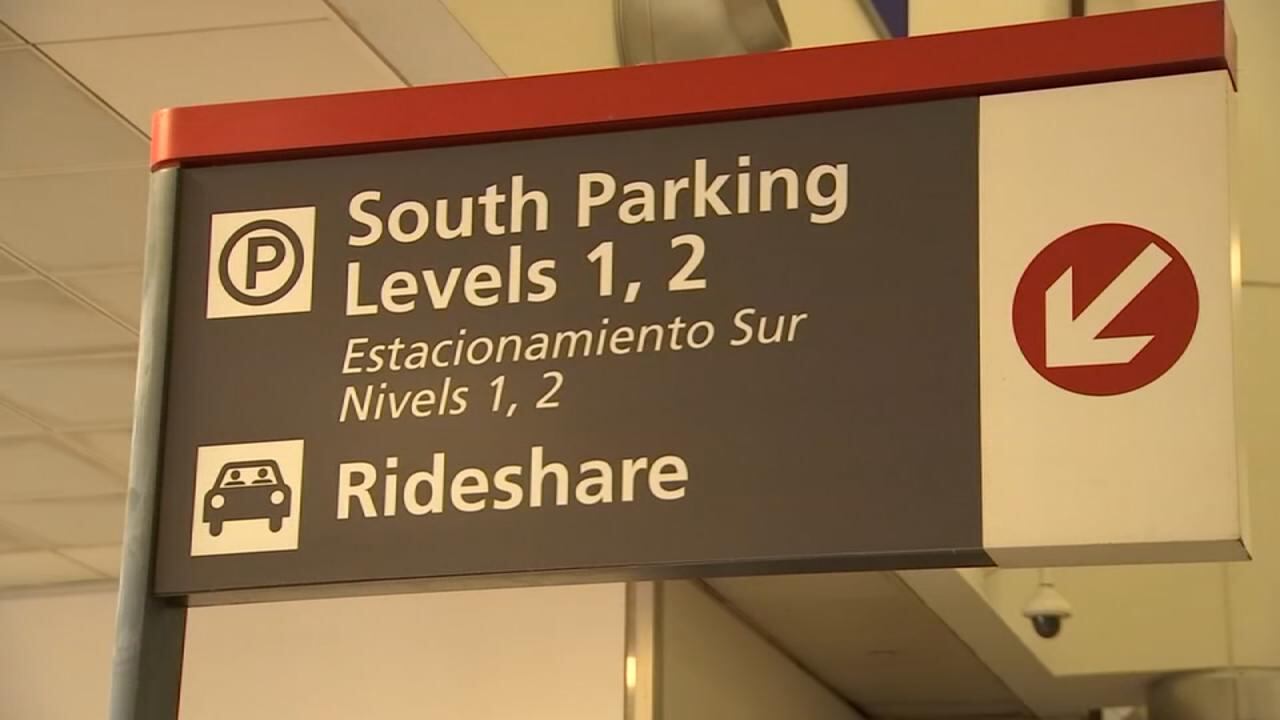 P
South Parking
Levels 1, 2
Estacionamiento Sur
Nivels 1, 2
Rideshare